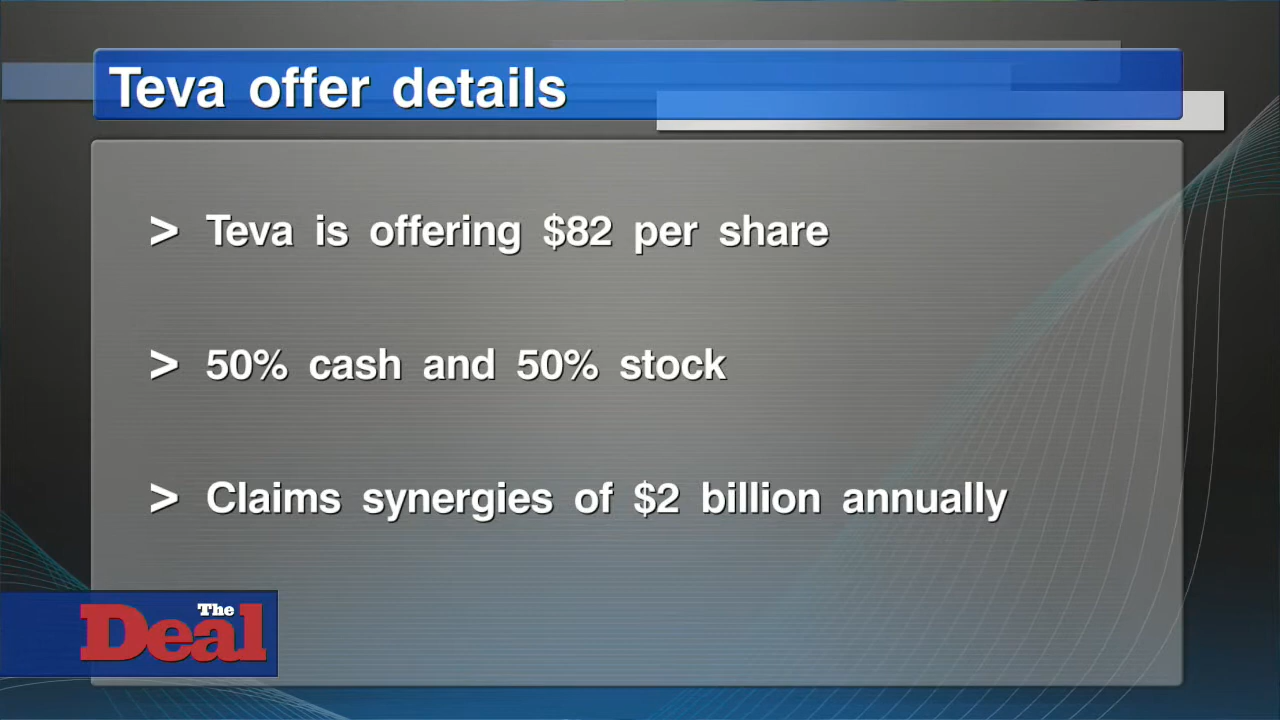 Teva offer details
> Teva is offering $82 per share
> 50% cash and 50% stock
> Claims synergies of $2 billion annually
The
Deal